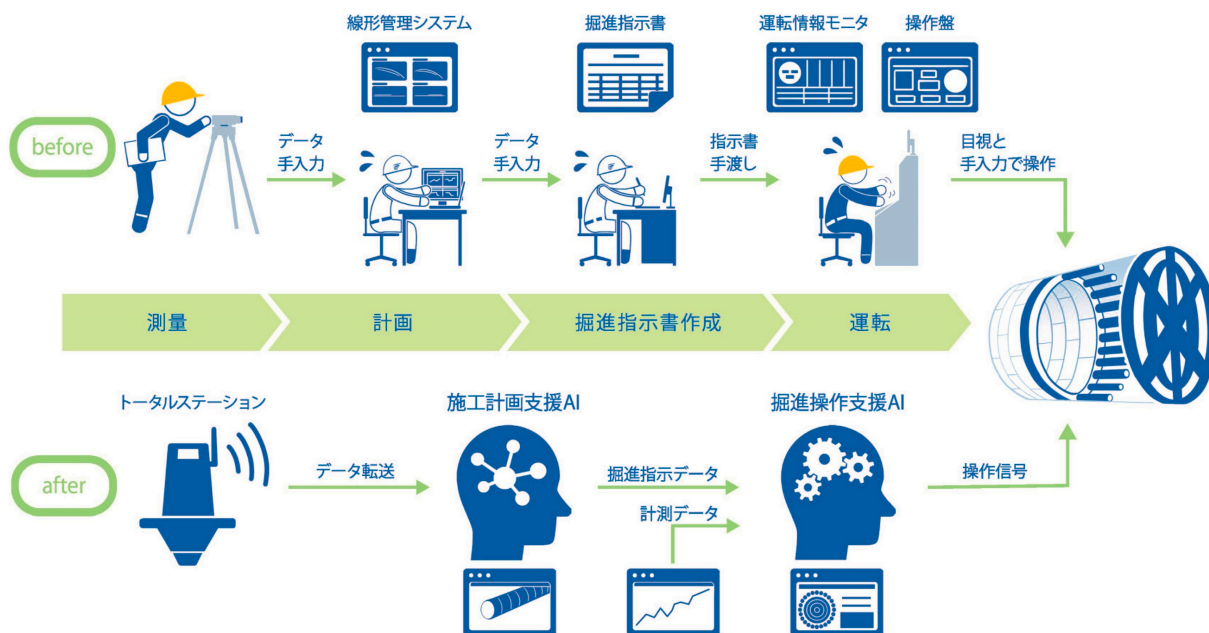 線形管理システム
掘進指示書
運転情報モニタ
操作盤
before
データ
手入力
データ
手入力
指示書
手渡し
目視と
手入力で操作
測量
計画
掘進指示書作成
運転
トータルステーション
施工計画支援AI
掘進操作支援AI
after
データ転送
掘進指示データ
計測データ
操作信号